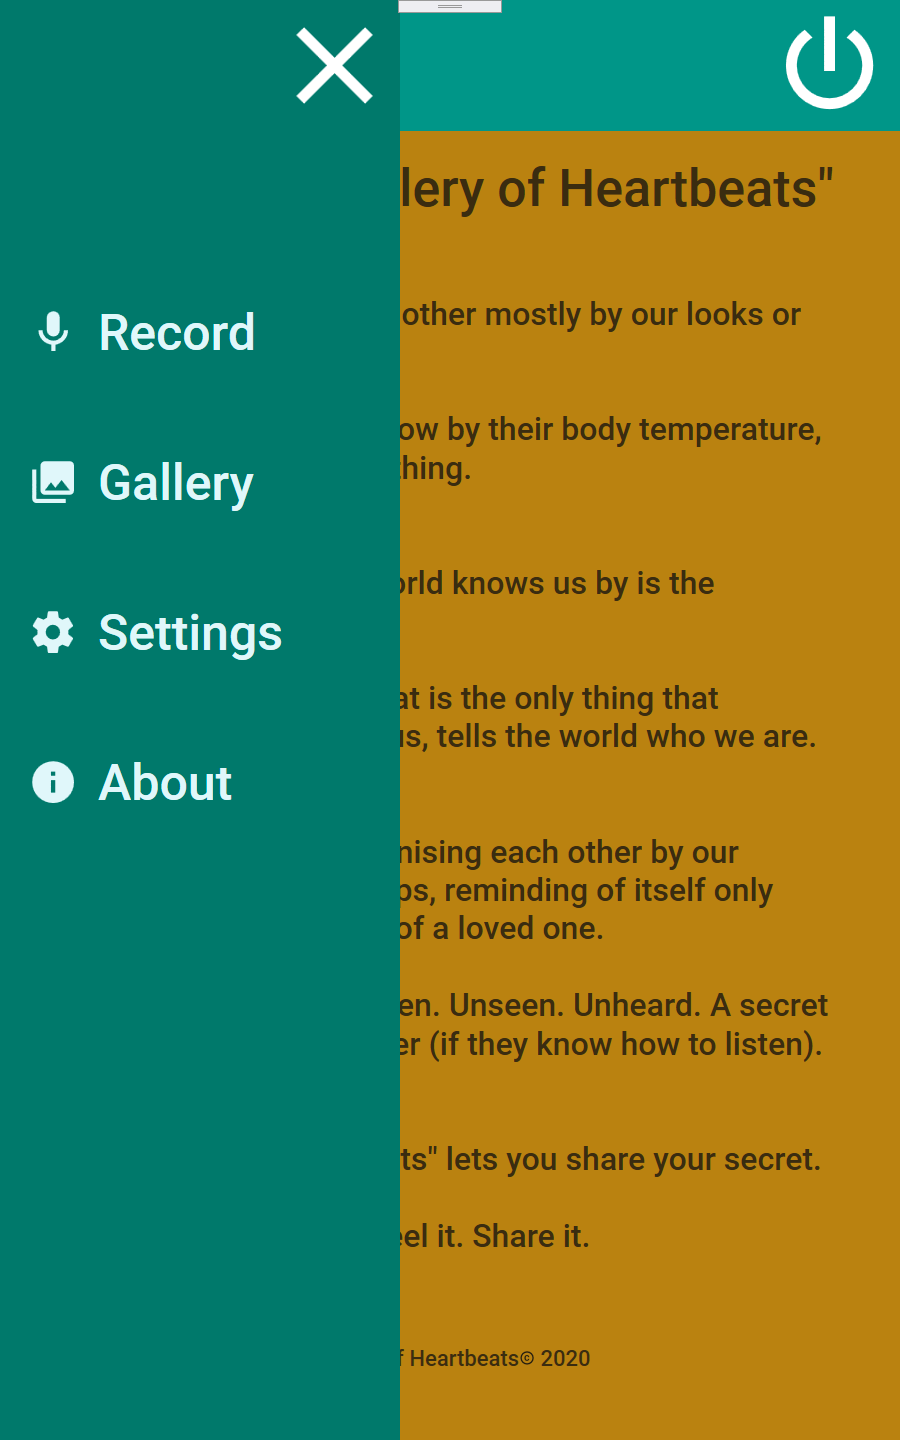 Record
Gallery
Settings
About
lery of Heartbeats"
other mostly by our looks or
ow by their body temperature,
thing.
orld knows us by is the
at is the only thing that
us, tells the world who we are.
nising each other by our
ps, reminding of itself only
of a loved one.
en. Unseen. Unheard. A secret
er (if they know how to listen).
ts" lets you share your secret.
eel it. Share it.
f Heartbeats© 2020